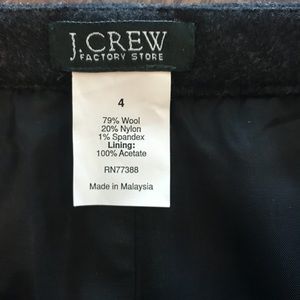 J.CREW
FACTORY STORE
4
79% Wool
20% Nylon
1% Spandex
Lining:
100% Acetate
RN77388
Made in Malaysia